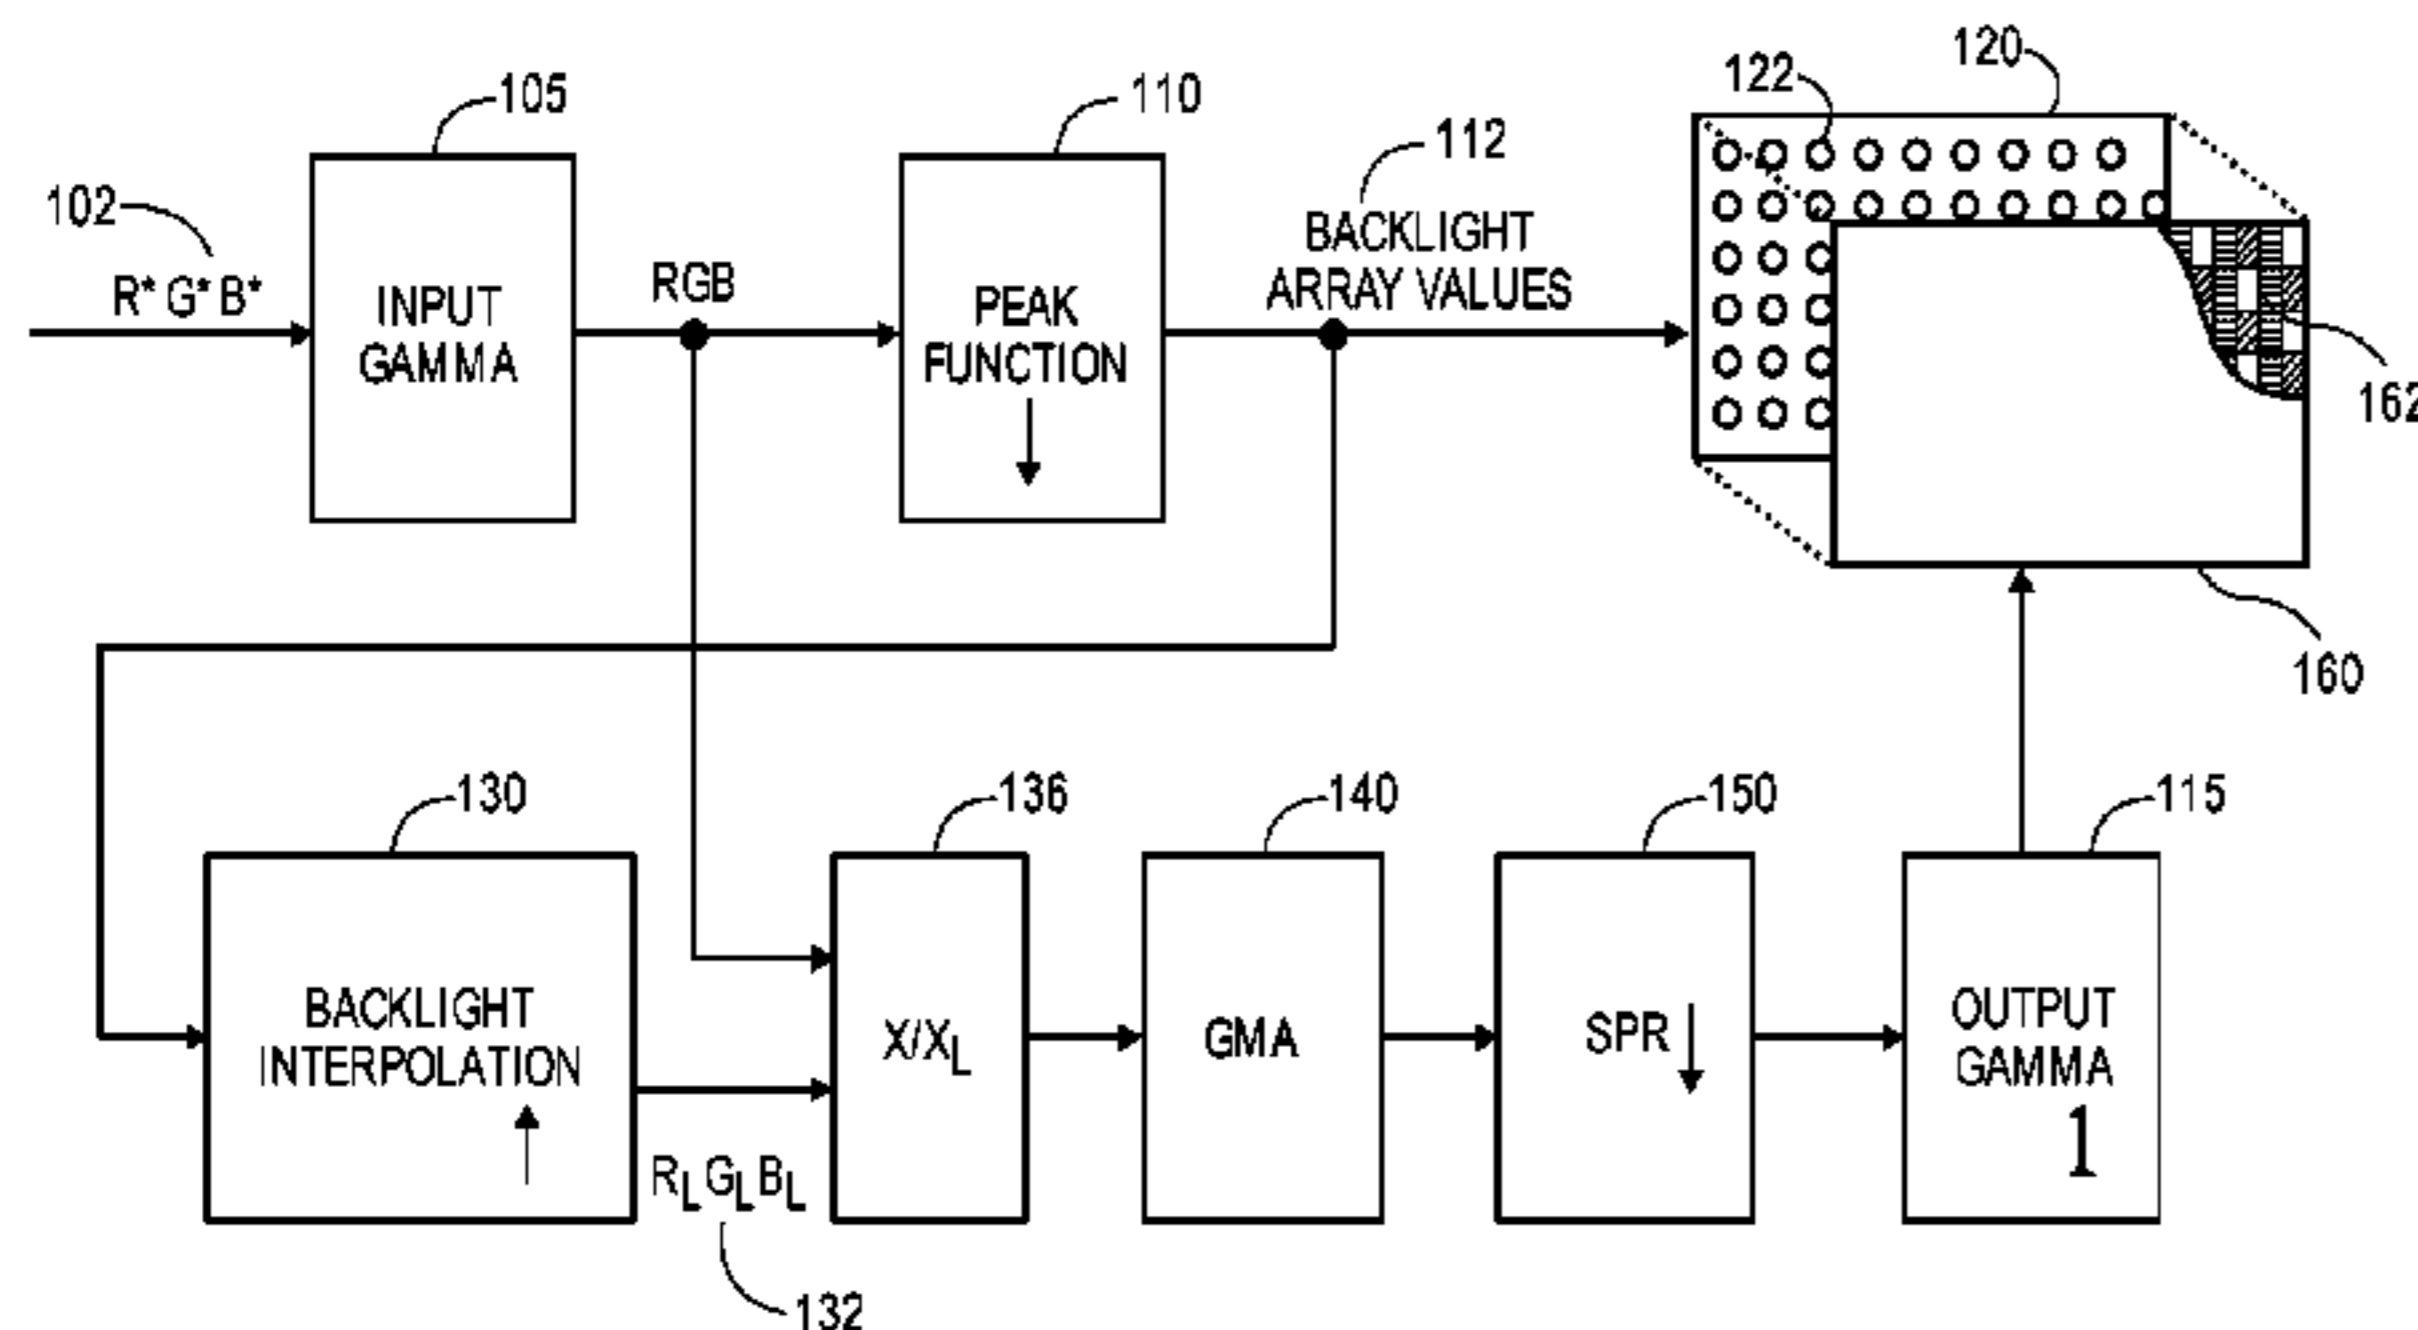 120
122
105
110
112
102
BACKLIGHT
ARRAY VALUES
R* G* B*
INPUT
GAMMA
RGB
PEAK
FUNCTION
162
160
130
136
140
150
115
BACKLIGHT
INTERPOLATION
X/XL
GMA
SPR
OUTPUT
GAMMA
1
RLGLBL
132